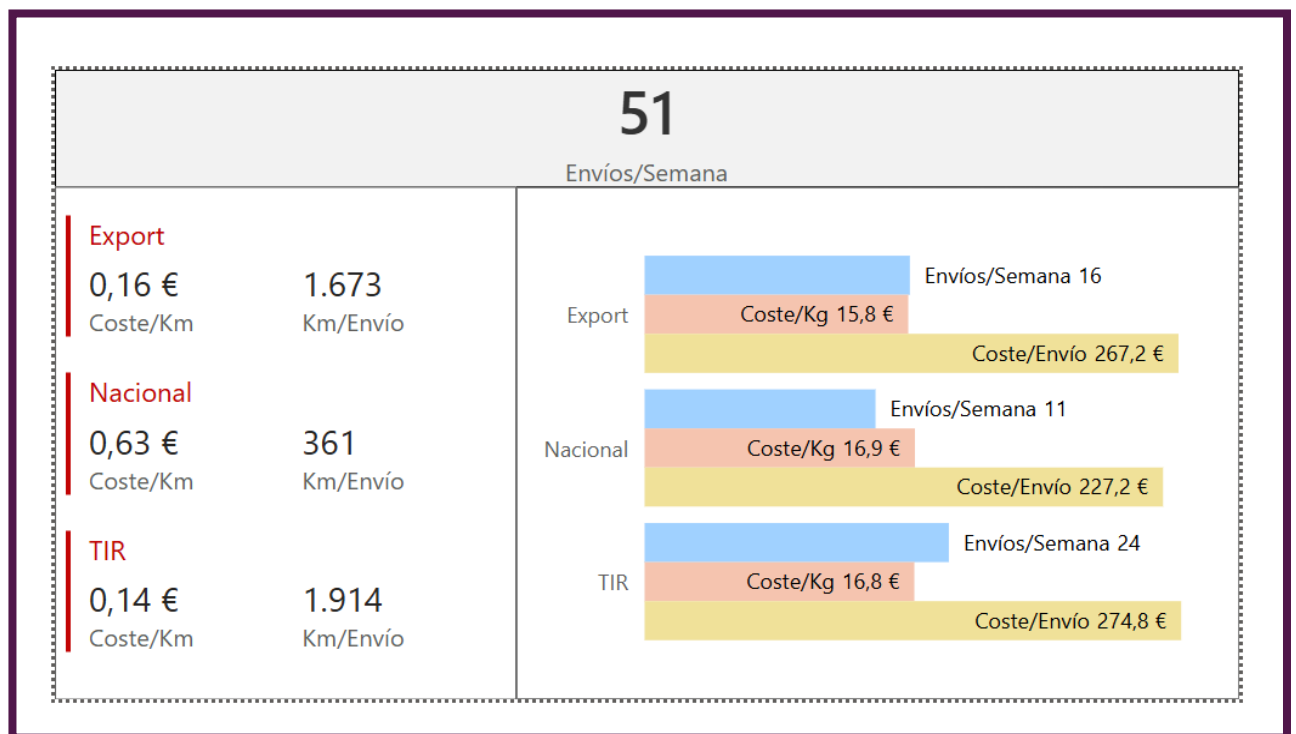 51
Envíos/Semana
Export
0,16 € 1.673
Coste/Km Km/Envío
Nacional
0,63 € 361
Coste/Km Km/Envío
TIR
0,14 € 1.914
Coste/Km Km/Envío
Envíos/Semana 16
Export Coste/Kg 15,8 €
Coste/Envío 267,2 €
Envíos/Semana 11
Nacional Coste/Kg 16,9 €
Coste/Envío 227,2 €
Envíos/Semana 24
TIR Coste/Kg 16,8 €
Coste/Envío 274,8 €